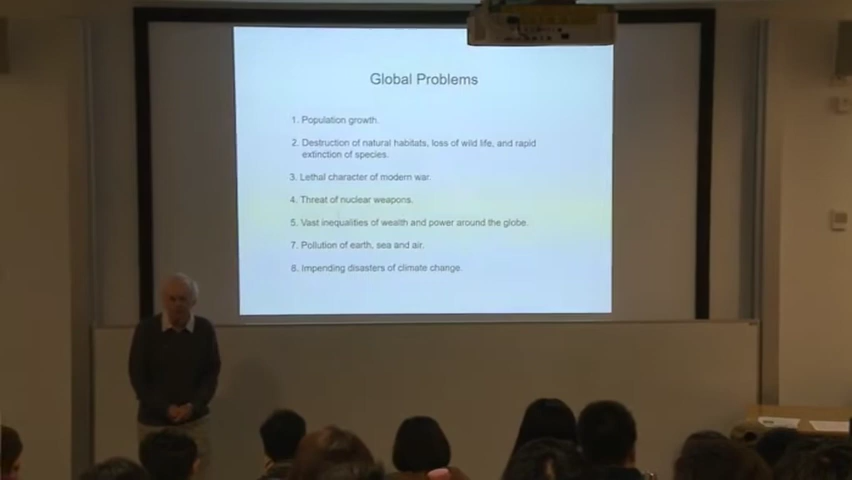 Global Problems
1. Population growth.
2. Destruction of natural habitats, loss of wild life, and rapid
extinction of species.
3. Lethal character of modern war.
4. Threat of nuclear weapons.
5. Vast inequalities of wealth and power around the globe.
7. Pollution of earth, sea and air.
8. Impending disasters of climate change.